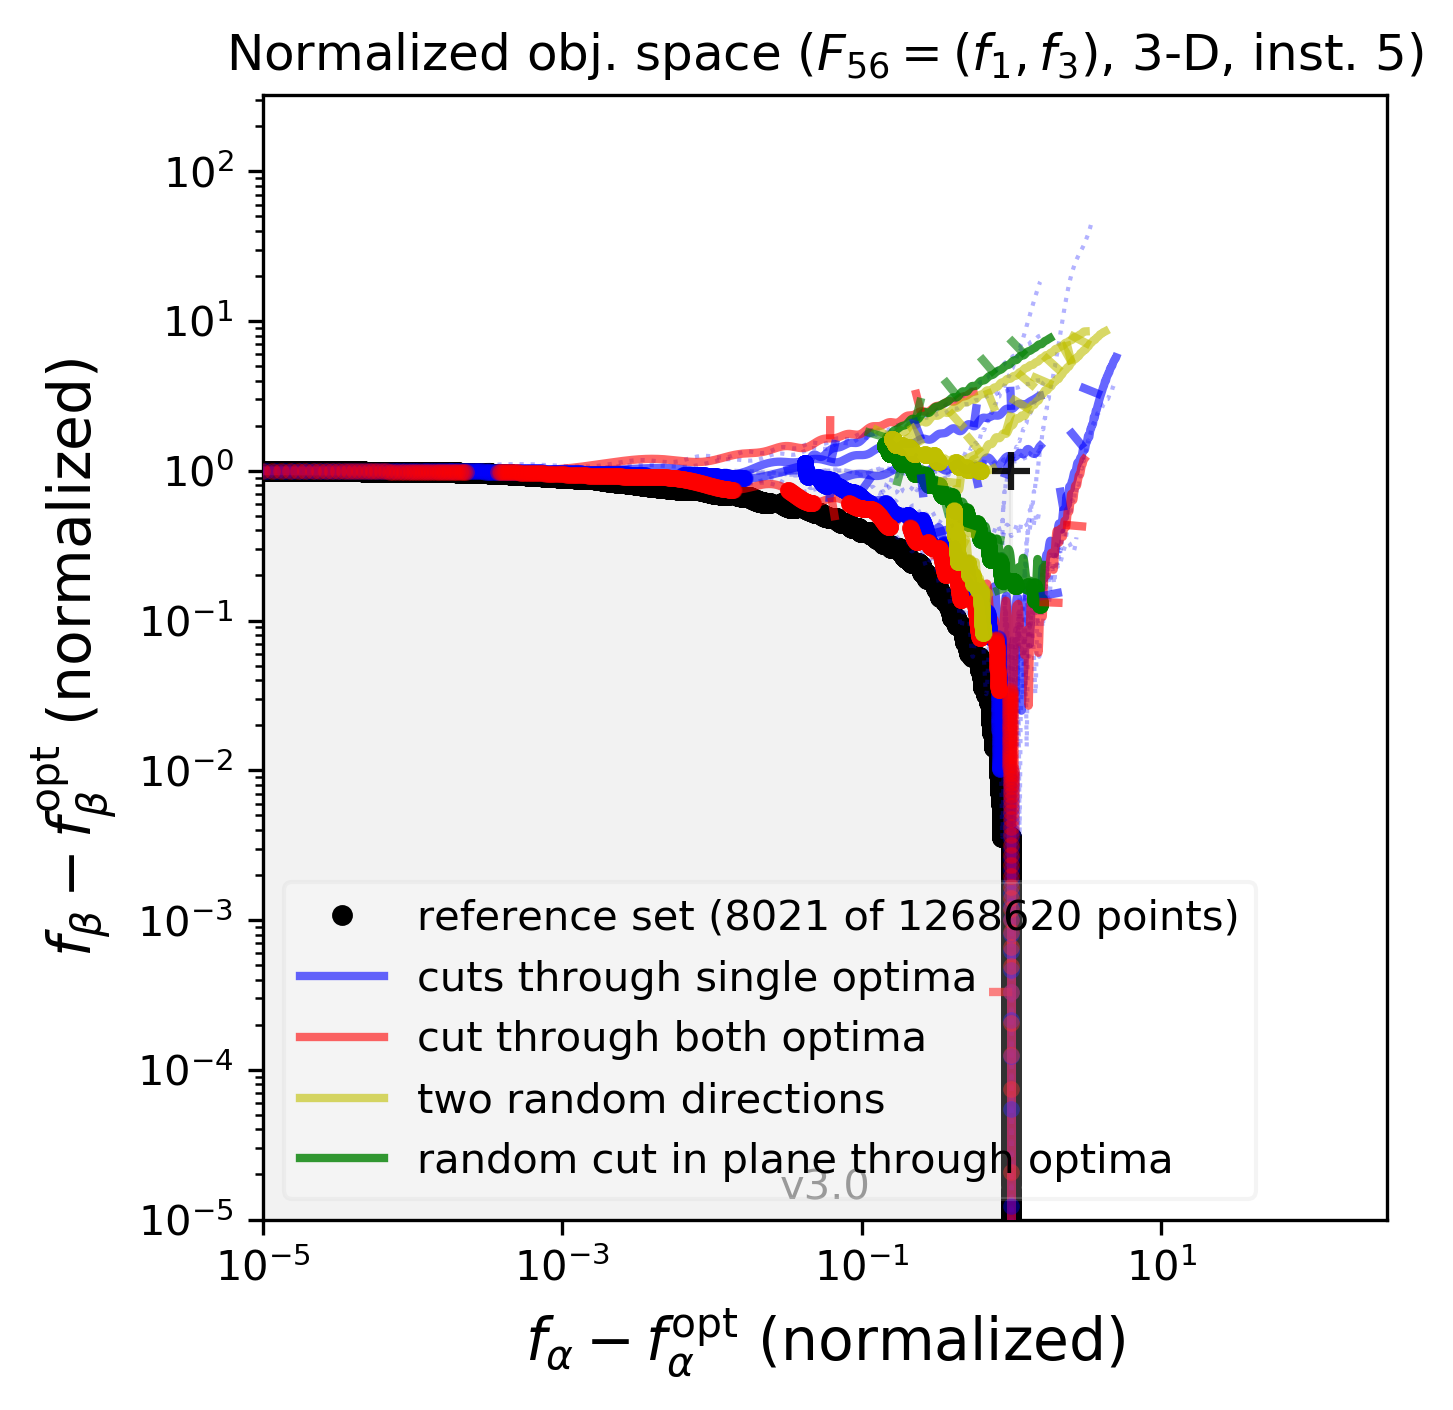 Normalized obj. space (F₅₆ = (f₁, f₃), 3-D, inst. 5)
f_β − f_β^opt (normalized)
10²
10¹
10⁰
10⁻¹
10⁻²
10⁻³
10⁻⁴
10⁻⁵
reference set (8021 of 1268620 points)
cuts through single optima
cut through both optima
two random directions
random cut in plane through optima
v3.0
10⁻⁵ 10⁻³ 10⁻¹ 10¹
f_α − f_α^opt (normalized)